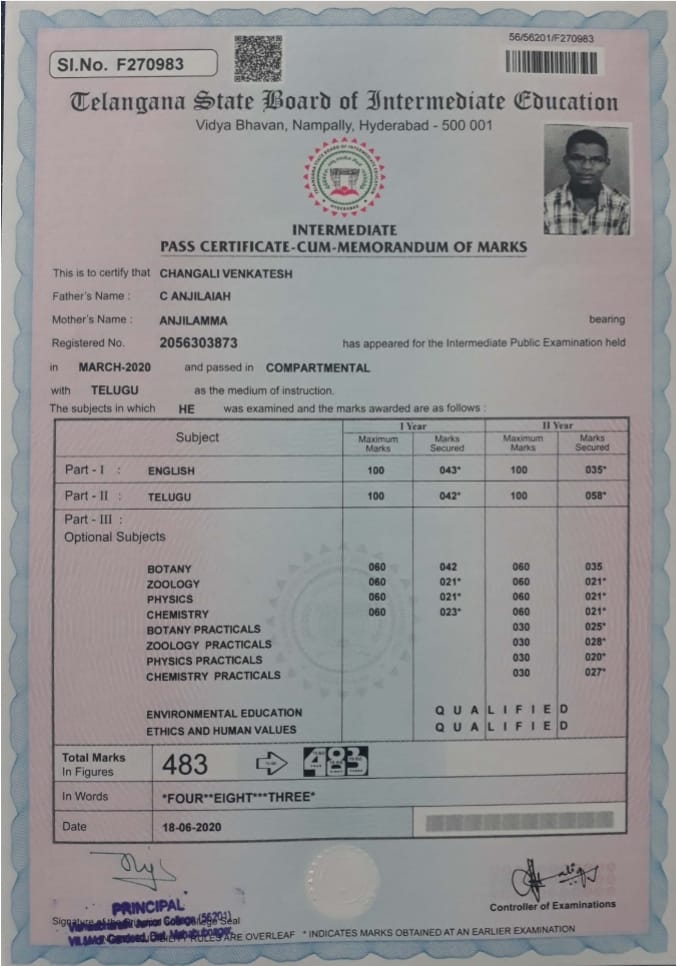 56/56201/F270983
Sl.No. F270983
Telangana State Board of Intermediate Education
Vidya Bhavan, Nampally, Hyderabad - 500 001
INTERMEDIATE
PASS CERTIFICATE-CUM-MEMORANDUM OF MARKS
This is to certify that CHANGALI VENKATESH
Father's Name : C ANJILAIAH
Mother's Name : ANJILAMMA bearing
Registered No. 2056303873 has appeared for the Intermediate Public Examination held
in MARCH-2020 and passed in COMPARTMENTAL
with TELUGU as the medium of instruction.
The subjects in which HE was examined and the marks awarded are as follows :
Subject I Year II Year
Maximum Marks Marks Secured Maximum Marks Marks Secured
Part - I : ENGLISH 100 043* 100 035*
Part - II : TELUGU 100 042* 100 058*
Part - III :
Optional Subjects
BOTANY 060 042 060 035
ZOOLOGY 060 021* 060 021*
PHYSICS 060 021* 060 021*
CHEMISTRY 060 023* 060 021*
BOTANY PRACTICALS 030 025*
ZOOLOGY PRACTICALS 030 028*
PHYSICS PRACTICALS 030 020*
CHEMISTRY PRACTICALS 030 027*
ENVIRONMENTAL EDUCATION QUALIFIED
ETHICS AND HUMAN VALUES QUALIFIED
Total Marks
In Figures 483 483
In Words *FOUR**EIGHT***THREE*
Date 18-06-2020
PRINCIPAL
Junior College (56201)
Controller of Examinations
Signature of the Seal
RULES ARE OVERLEAF * INDICATES MARKS OBTAINED AT AN EARLIER EXAMINATION